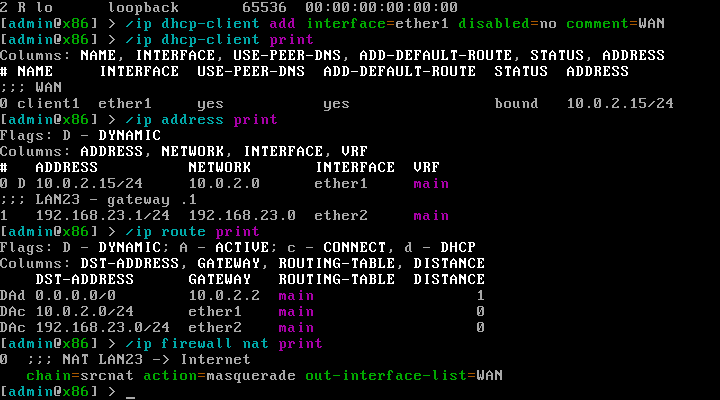 2 R lo      loopback      65536  00:00:00:00:00:00
[admin@x86] > /ip dhcp-client add interface=ether1 disabled=no comment=WAN
[admin@x86] > /ip dhcp-client print
Columns: NAME, INTERFACE, USE-PEER-DNS, ADD-DEFAULT-ROUTE, STATUS, ADDRESS
# NAME     INTERFACE  USE-PEER-DNS  ADD-DEFAULT-ROUTE  STATUS  ADDRESS
;;; WAN
0 client1  ether1     yes           yes                bound   10.0.2.15/24
[admin@x86] > /ip address print
Flags: D - DYNAMIC
Columns: ADDRESS, NETWORK, INTERFACE, VRF
#   ADDRESS          NETWORK       INTERFACE  VRF
0 D 10.0.2.15/24     10.0.2.0      ether1     main
;;; LAN23 - gateway .1
1   192.168.23.1/24  192.168.23.0  ether2     main
[admin@x86] > /ip route print
Flags: D - DYNAMIC; A - ACTIVE; c - CONNECT, d - DHCP
Columns: DST-ADDRESS, GATEWAY, ROUTING-TABLE, DISTANCE
    DST-ADDRESS      GATEWAY   ROUTING-TABLE  DISTANCE
DAd 0.0.0.0/0        10.0.2.2  main                  1
DAc 10.0.2.0/24      ether1    main                  0
DAc 192.168.23.0/24  ether2    main                  0
[admin@x86] > /ip firewall nat print
0  ;;; NAT LAN23 -> Internet
   chain=srcnat action=masquerade out-interface-list=WAN
[admin@x86] > _